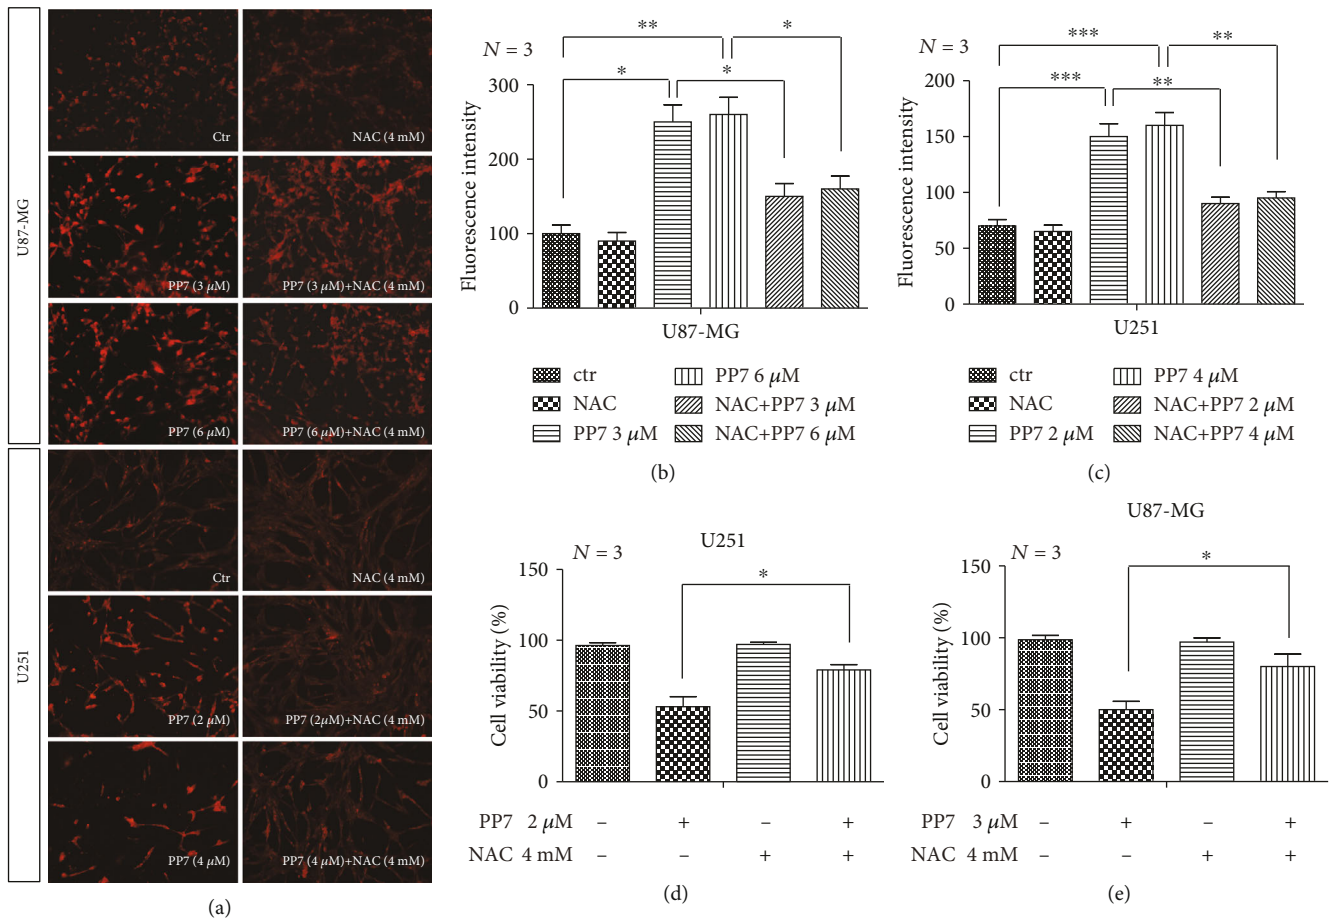 U87-MG
Ctr
NAC (4 mM)
PP7 (3 μM)
PP7 (3 μM)+NAC (4 mM)
PP7 (6 μM)
PP7 (6 μM)+NAC (4 mM)
U251
Ctr
NAC (4 mM)
PP7 (2 μM)
PP7 (2μM)+NAC (4 mM)
PP7 (4 μM)
PP7 (4 μM)+NAC (4 mM)
(a)
N = 3
** *
* *
Fluorescence intensity
300
200
100
0
U87-MG
ctr PP7 6 μM
NAC NAC+PP7 3 μM
PP7 3 μM NAC+PP7 6 μM
(b)
N = 3
*** **
*** **
Fluorescence intensity
200
150
100
50
0
U251
ctr PP7 4 μM
NAC NAC+PP7 2 μM
PP7 2 μM NAC+PP7 4 μM
(c)
U251
N = 3
*
Cell viability (%)
150
100
50
0
PP7 2 μM – + – +
NAC 4 mM – – + +
(d)
U87-MG
N = 3
*
Cell viability (%)
150
100
50
0
PP7 3 μM – + – +
NAC 4 mM – – + +
(e)